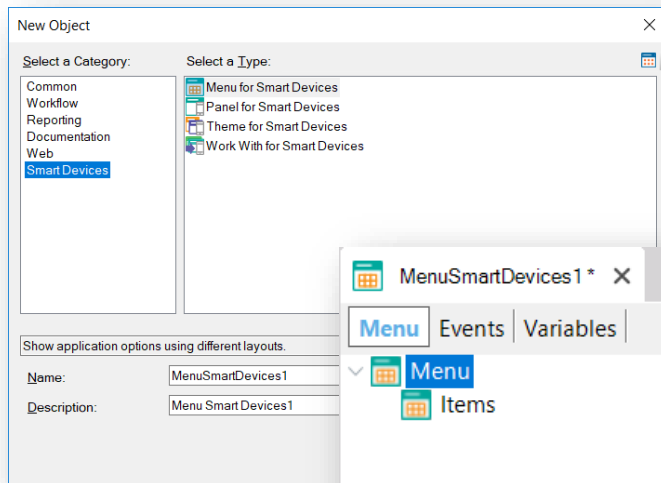 New Object
Select a Category:
Select a Type:
Common
Workflow
Reporting
Documentation
Web
Smart Devices
Menu for Smart Devices
Panel for Smart Devices
Theme for Smart Devices
Work With for Smart Devices
Show application options using different layouts.
Name:
MenuSmartDevices1
Description:
Menu Smart Devices1
MenuSmartDevices1 *
Menu Events Variables
Menu
Items